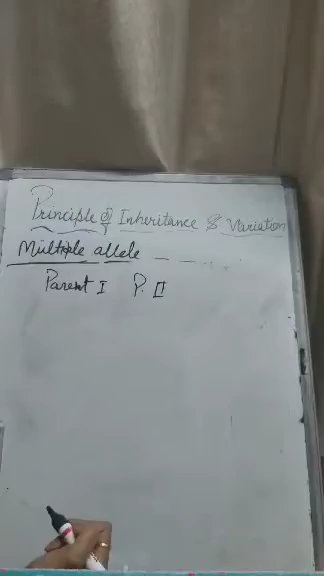 Principle of Inheritance & Variation
Multiple allele _ _ _ . .
Parent I P. II